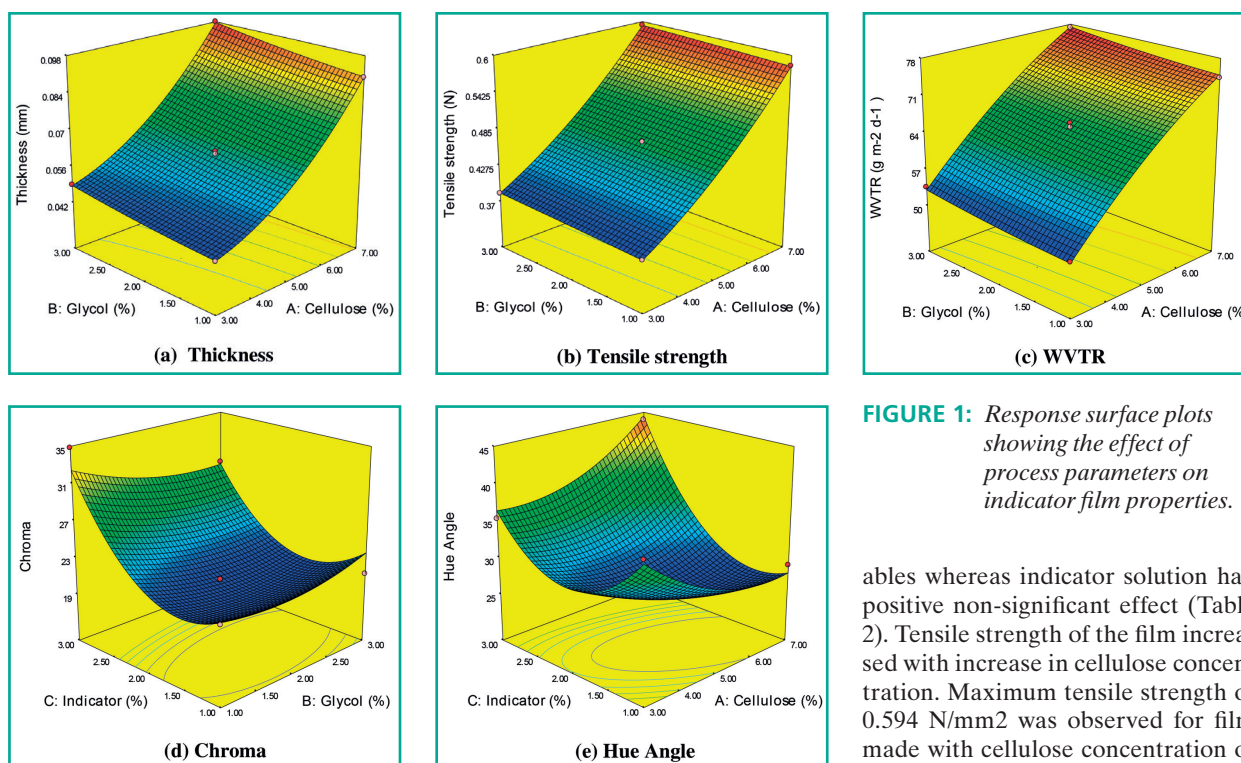 0.098
0.084
0.07
0.056
0.042
Thickness (mm)
3.00
2.50
2.00
1.50
1.00
B: Glycol (%)
3.00
4.00
5.00
6.00
7.00
A: Cellulose (%)
(a) Thickness
0.6
0.5425
0.485
0.4275
0.37
Tensile strength (N)
3.00
2.50
2.00
1.50
1.00
B: Glycol (%)
3.00
4.00
5.00
6.00
7.00
A: Cellulose (%)
(b) Tensile strength
78
71
64
57
50
WVTR (g m-2 d-1 )
3.00
2.50
2.00
1.50
1.00
B: Glycol (%)
3.00
4.00
5.00
6.00
7.00
A: Cellulose (%
(c) WVTR
35
31
27
23
19
Chroma
3.00
2.50
2.00
1.50
1.00
C: Indicator (%)
1.00
1.50
2.00
2.50
3.00
B: Glycol (%)
(d) Chroma
45
40
35
30
25
Hue Angle
3.00
2.50
2.00
1.50
1.00
C: Indicator (%)
3.00
4.00
5.00
6.00
7.00
A: Cellulose (%)
(e) Hue Angle
FIGURE 1: Response surface plots
showing the effect of
process parameters on
indicator film properties.
ables whereas indicator solution ha
positive non-significant effect (Tabl
2). Tensile strength of the film increa
sed with increase in cellulose concen
tration. Maximum tensile strength o
0.594 N/mm2 was observed for film
made with cellulose concentration o